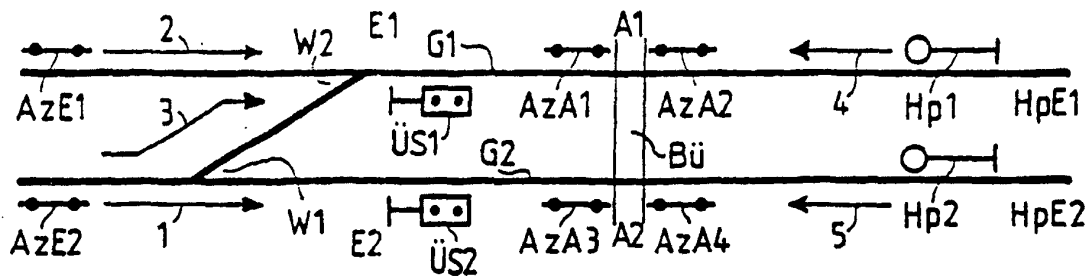 2 W2 E1 G1 A1
AzE1 3 ÜS1 AzA1 AzA2 4 Hp1 HpE1
G2 Bü
AzE2 1 W1 E2 ÜS2 AzA3 A2 AzA4 5 Hp2 HpE2